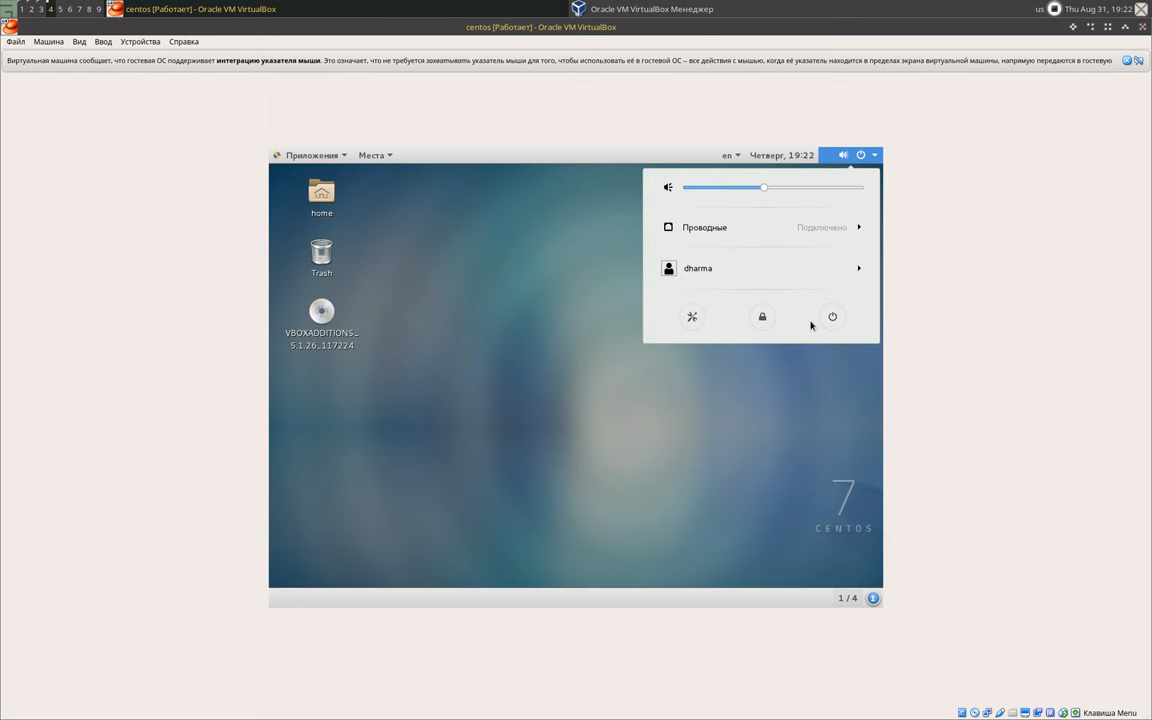 1 2 3 4 5 6 7 8 9 centos [Работает] - Oracle VM VirtualBox Oracle VM VirtualBox Менеджер us Thu Aug 31, 19:22
centos [Работает] - Oracle VM VirtualBox
Файл Машина Вид Ввод Устройства Справка
Виртуальная машина сообщает, что гостевая ОС поддерживает интеграцию указателя мыши. Это означает, что не требуется захватывать указатель мыши для того, чтобы использовать её в гостевой ОС -- все действия с мышью, когда её указатель находится в пределах экрана виртуальной машины, напрямую передаются в гостевую
Приложения Места en Четверг, 19:22
home
Trash
VBOXADDITIONS_
5.1.26_117224
Проводные Подключено
dharma
7
CENTOS
1 / 4
Клавиша Menu